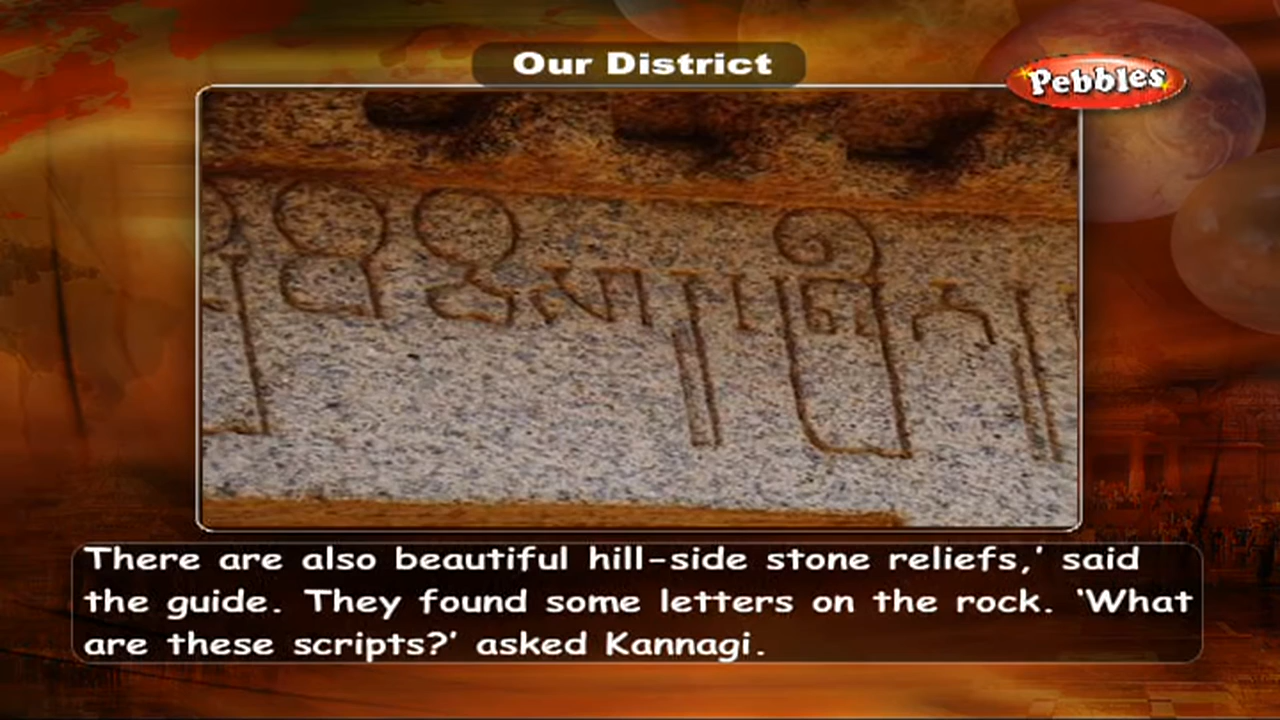 Our District
Pebbles
There are also beautiful hill-side stone reliefs,' said
the guide. They found some letters on the rock. 'What
are these scripts?' asked Kannagi.